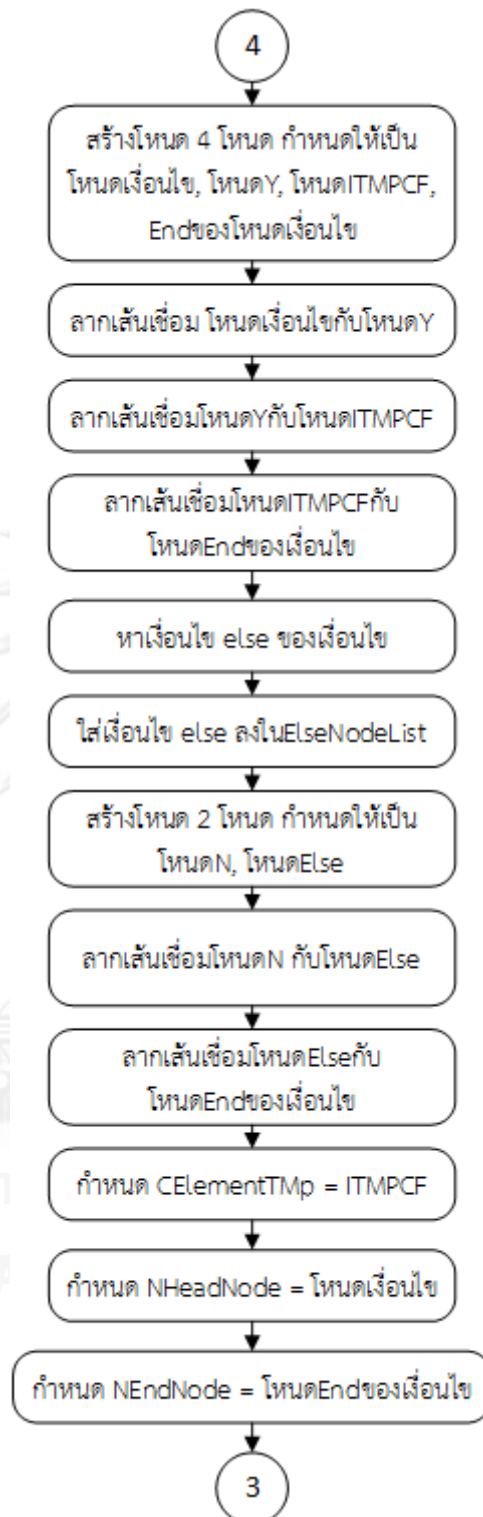 4
สร้างโหนด 4 โหนด กำหนดให้เป็น
โหนดเงื่อนไข, โหนดY, โหนดITMPCF,
Endของโหนดเงื่อนไข
ลากเส้นเชื่อม โหนดเงื่อนไขกับโหนดY
ลากเส้นเชื่อมโหนดYกับโหนดITMPCF
ลากเส้นเชื่อมโหนดITMPCFกับ
โหนดEndของเงื่อนไข
หาเงื่อนไข else ของเงื่อนไข
ใส่เงื่อนไข else ลงในElseNodeList
สร้างโหนด 2 โหนด กำหนดให้เป็น
โหนดN, โหนดElse
ลากเส้นเชื่อมโหนดN กับโหนดElse
ลากเส้นเชื่อมโหนดElseกับ
โหนดEndของเงื่อนไข
กำหนด CElementTMp = ITMPCF
กำหนด NHeadNode = โหนดเงื่อนไข
กำหนด NEndNode = โหนดEndของเงื่อนไข
3